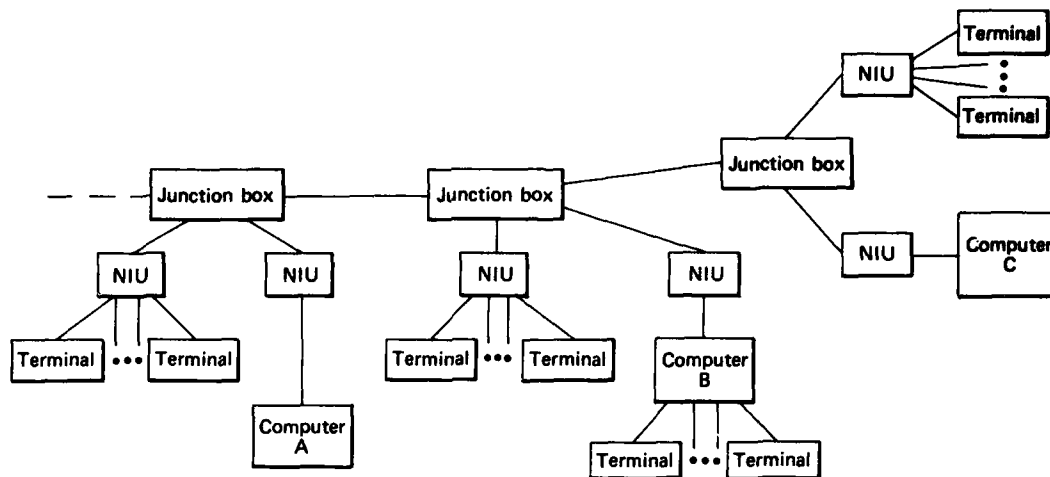 Terminal
NIU
Terminal
Junction box
Junction box
Junction box
NIU
NIU
NIU
NIU
NIU
Computer
C
Terminal
Terminal
Terminal
Terminal
Computer
B
Computer
A
Terminal
Terminal